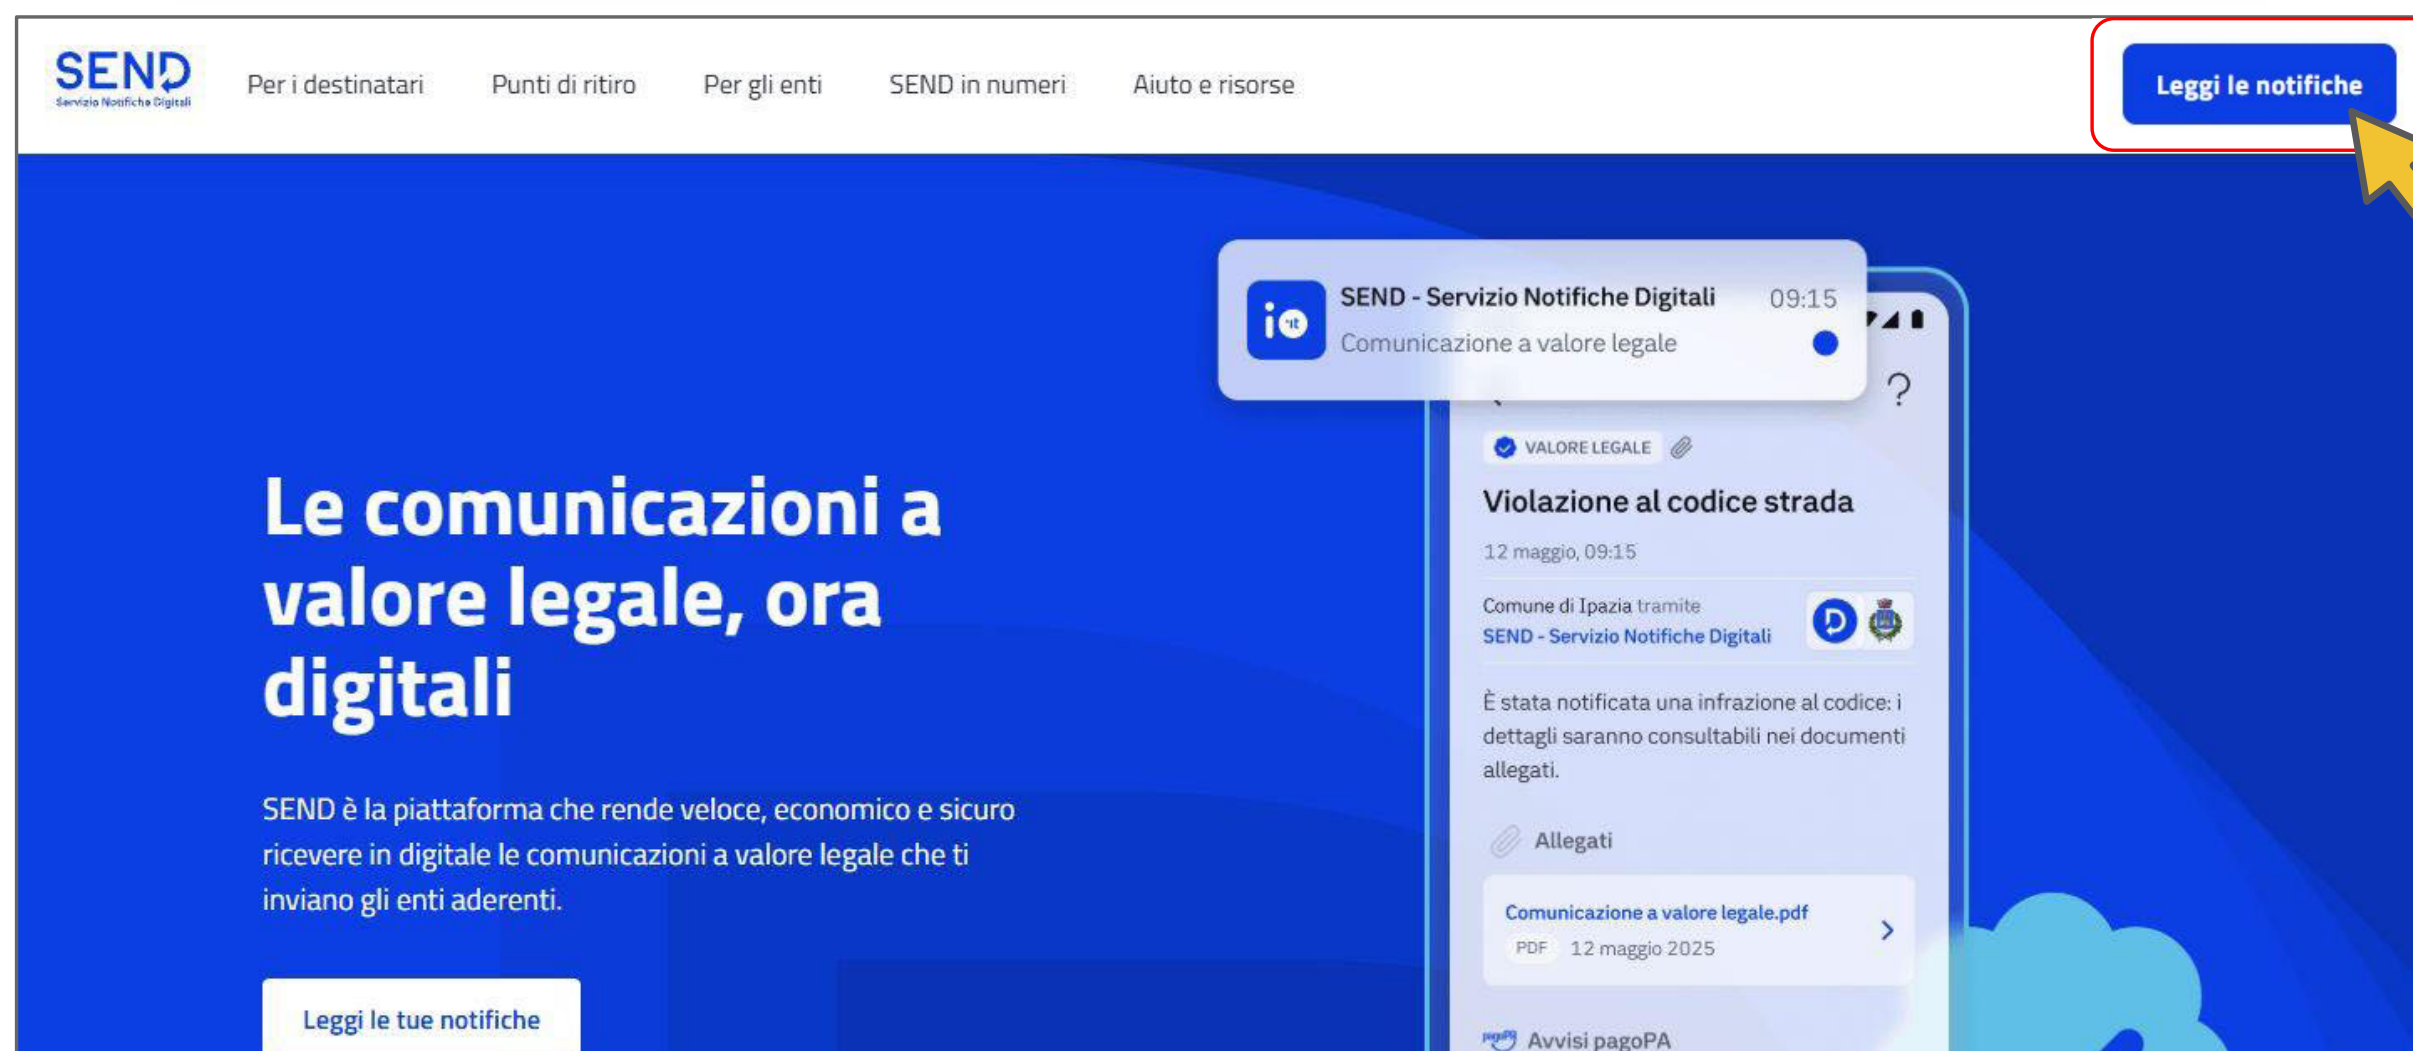 SEND
Servizio Notifiche Digitali
Per i destinatari
Punti di ritiro
Per gli enti
SEND in numeri
Aiuto e risorse
Leggi le notifiche
Le comunicazioni a
valore legale, ora
digitali
SEND è la piattaforma che rende veloce, economico e sicuro
ricevere in digitale le comunicazioni a valore legale che ti
inviano gli enti aderenti.
Leggi le tue notifiche
io it
SEND - Servizio Notifiche Digitali 09:15
Comunicazione a valore legale
?
VALORE LEGALE
Violazione al codice strada
12 maggio, 09:15
Comune di Ipazia tramite
SEND - Servizio Notifiche Digitali
È stata notificata una infrazione al codice: i
dettagli saranno consultabili nei documenti
allegati.
Allegati
Comunicazione a valore legale.pdf
PDF 12 maggio 2025
pagoPA Avvisi pagoPA